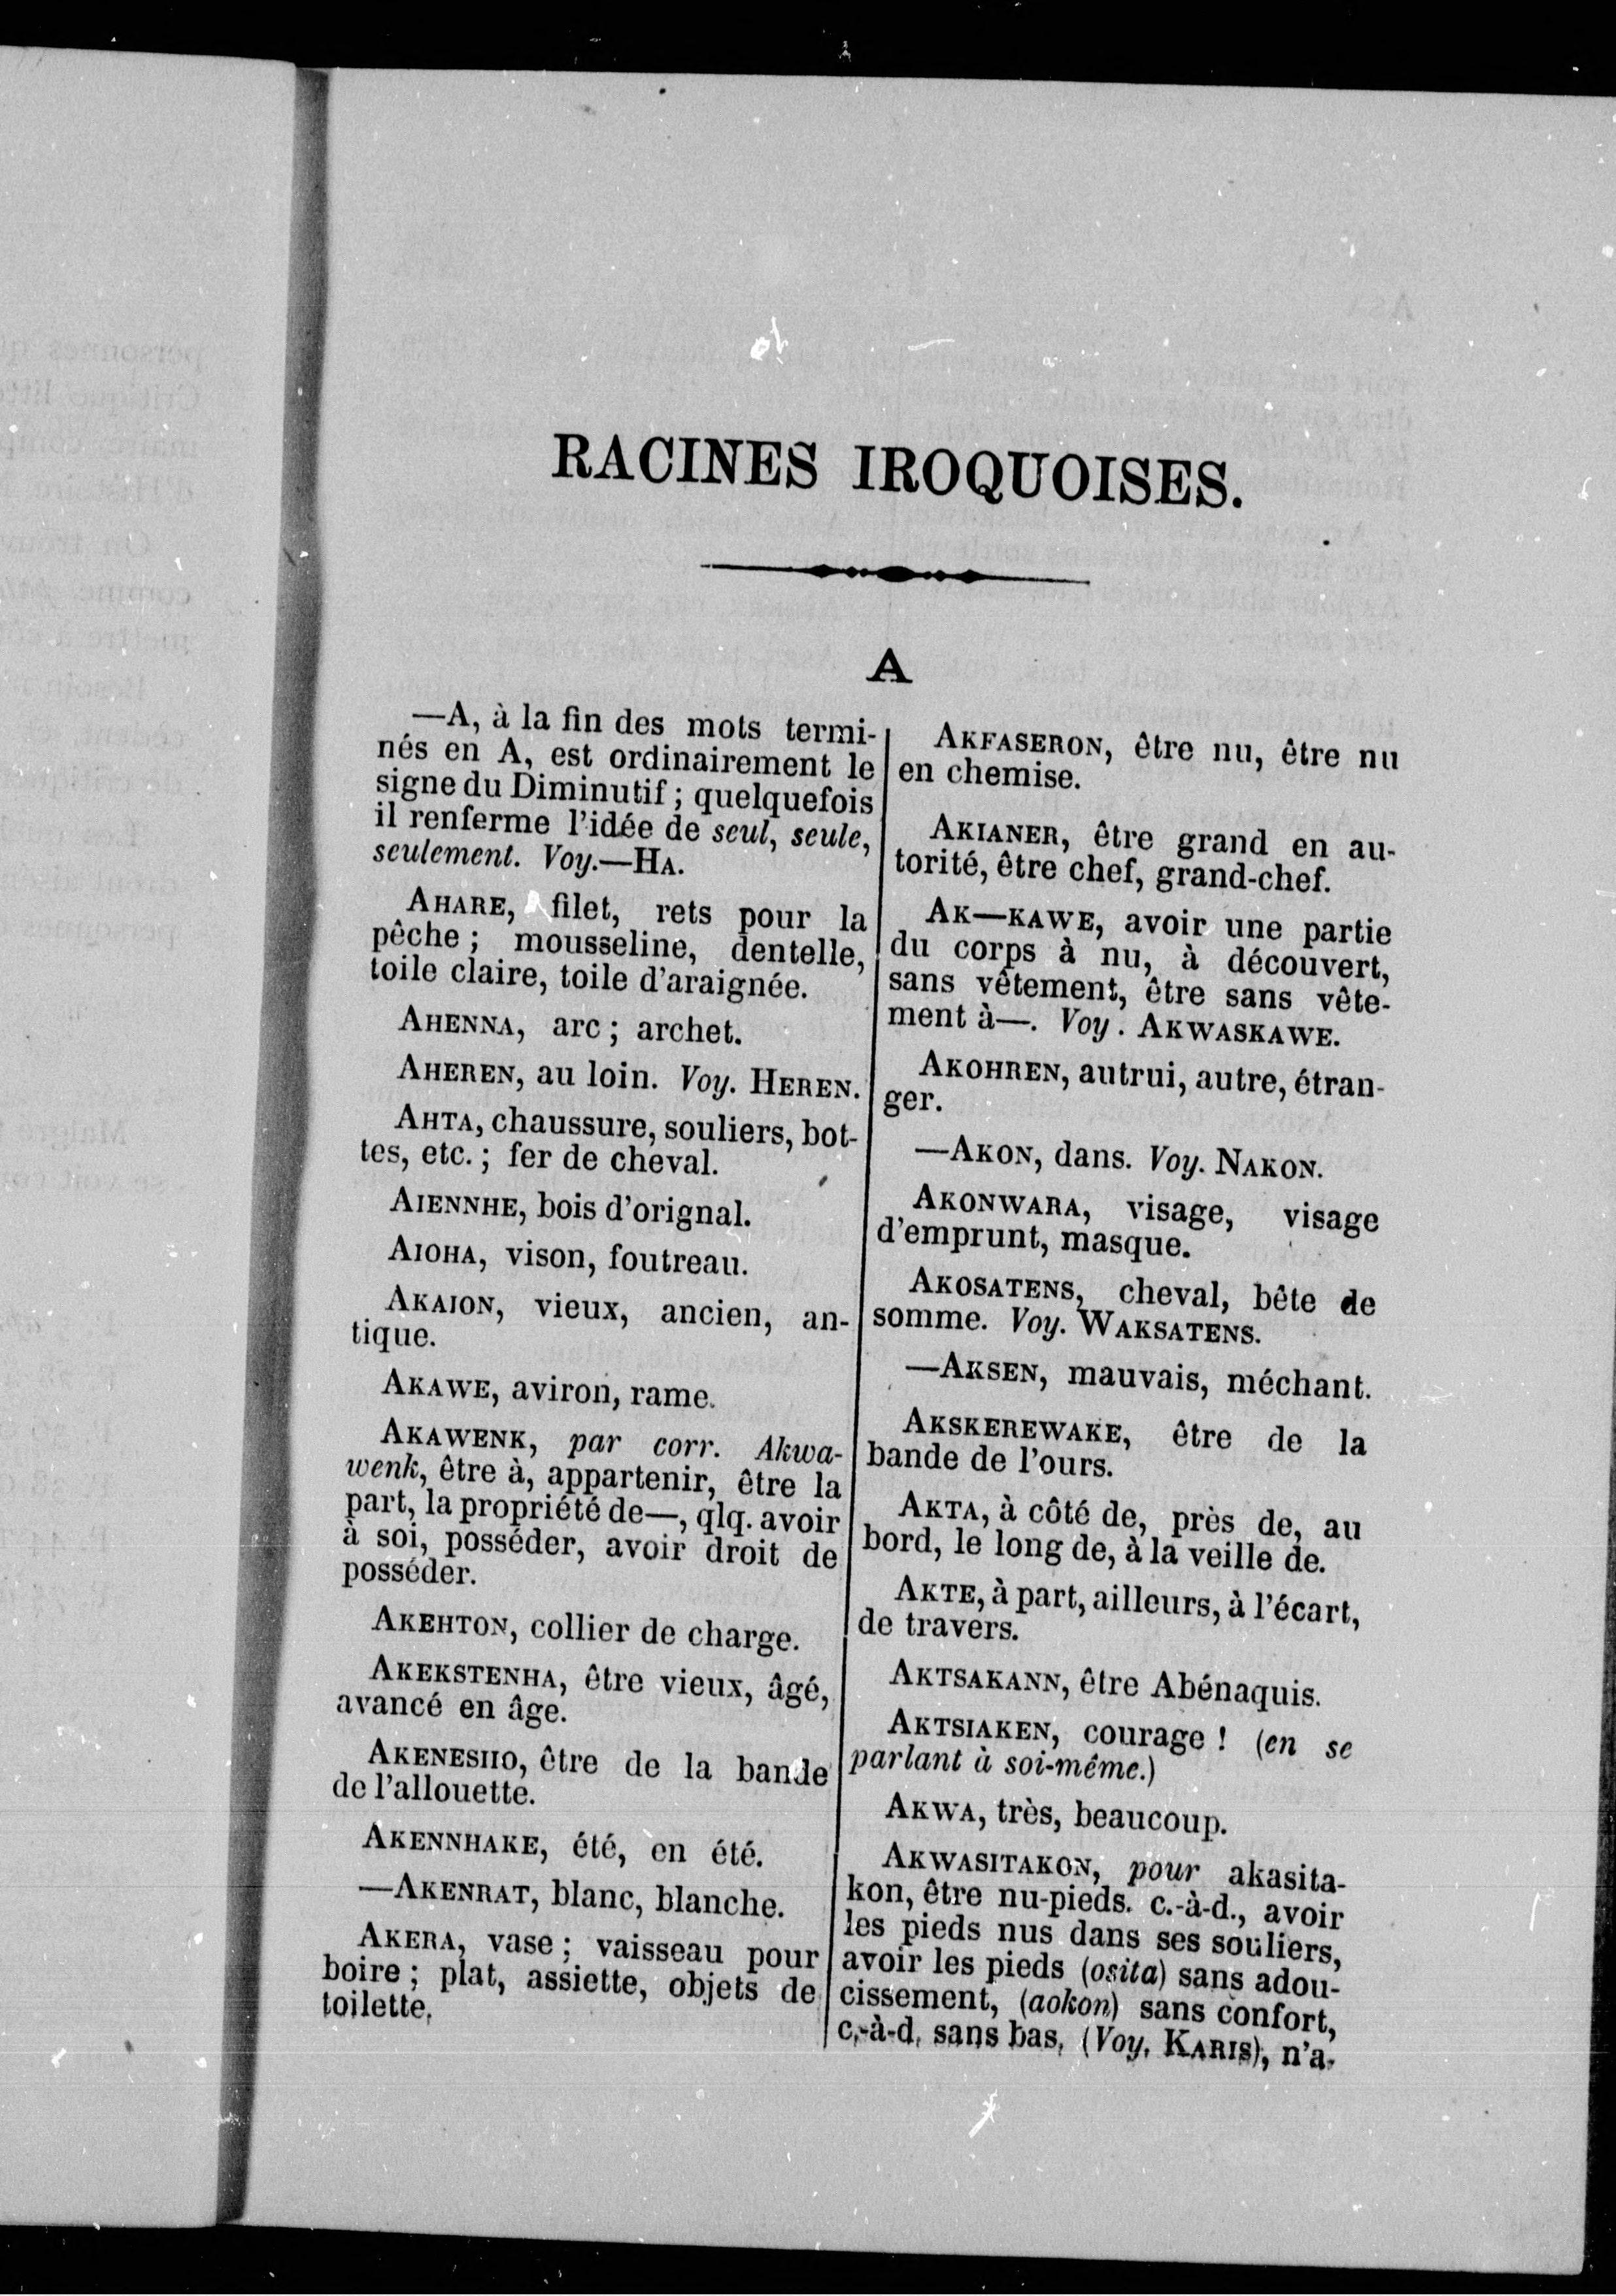 RACINES IROQUOISES.
A
—A, à la fin des mots termi-
nés en A, est ordinairement le
signe du Diminutif ; quelquefois
il renferme l'idée de seul, seule,
seulement. Voy.—HA.
AHARE, filet, rets pour la
pêche ; mousseline, dentelle,
toile claire, toile d'araignée.
AHENNA, arc ; archet.
AHEREN, au loin. Voy. HEREN.
AHTA, chaussure, souliers, bot-
tes, etc. ; fer de cheval.
AIENNHE, bois d'orignal.
AIOHA, vison, foutreau.
AKAION, vieux, ancien, an-
tique.
AKAWE, aviron, rame.
AKAWENK, par corr. Akwa-
wenk, être à, appartenir, être la
part, la propriété de—, qlq. avoir
à soi, posséder, avoir droit de
posséder.
AKEHTON, collier de charge.
AKEKSTENHA, être vieux, âgé,
avancé en âge.
AKENESIIO, être de la bande
de l'allouette.
AKENNHAKE, été, en été.
—AKENRAT, blanc, blanche.
AKERA, vase ; vaisseau pour
boire ; plat, assiette, objets de
toilette.
AKFASERON, être nu, être nu
en chemise.
AKIANER, être grand en au-
torité, être chef, grand-chef.
AK—KAWE, avoir une partie
du corps à nu, à découvert,
sans vêtement, être sans vête-
ment à—. Voy. AKWASKAWE.
AKOHREN, autrui, autre, étran-
ger.
—AKON, dans. Voy. NAKON.
AKONWARA, visage, visage
d'emprunt, masque.
AKOSATENS, cheval, bête de
somme. Voy. WAKSATENS.
—AKSEN, mauvais, méchant.
AKSKEREWAKE, être de la
bande de l'ours.
AKTA, à côté de, près de, au
bord, le long de, à la veille de.
AKTE, à part, ailleurs, à l'écart,
de travers.
AKTSAKANN, être Abénaquis.
AKTSIAKEN, courage ! (en se
parlant à soi-même.)
AKWA, très, beaucoup.
AKWASITAKON, pour akasita-
kon, être nu-pieds. c.-à-d., avoir
les pieds nus dans ses souliers,
avoir les pieds (osita) sans adou-
cissement, (aokon) sans confort,
c.-à-d. sans bas, (Voy. KARIS), n'a-